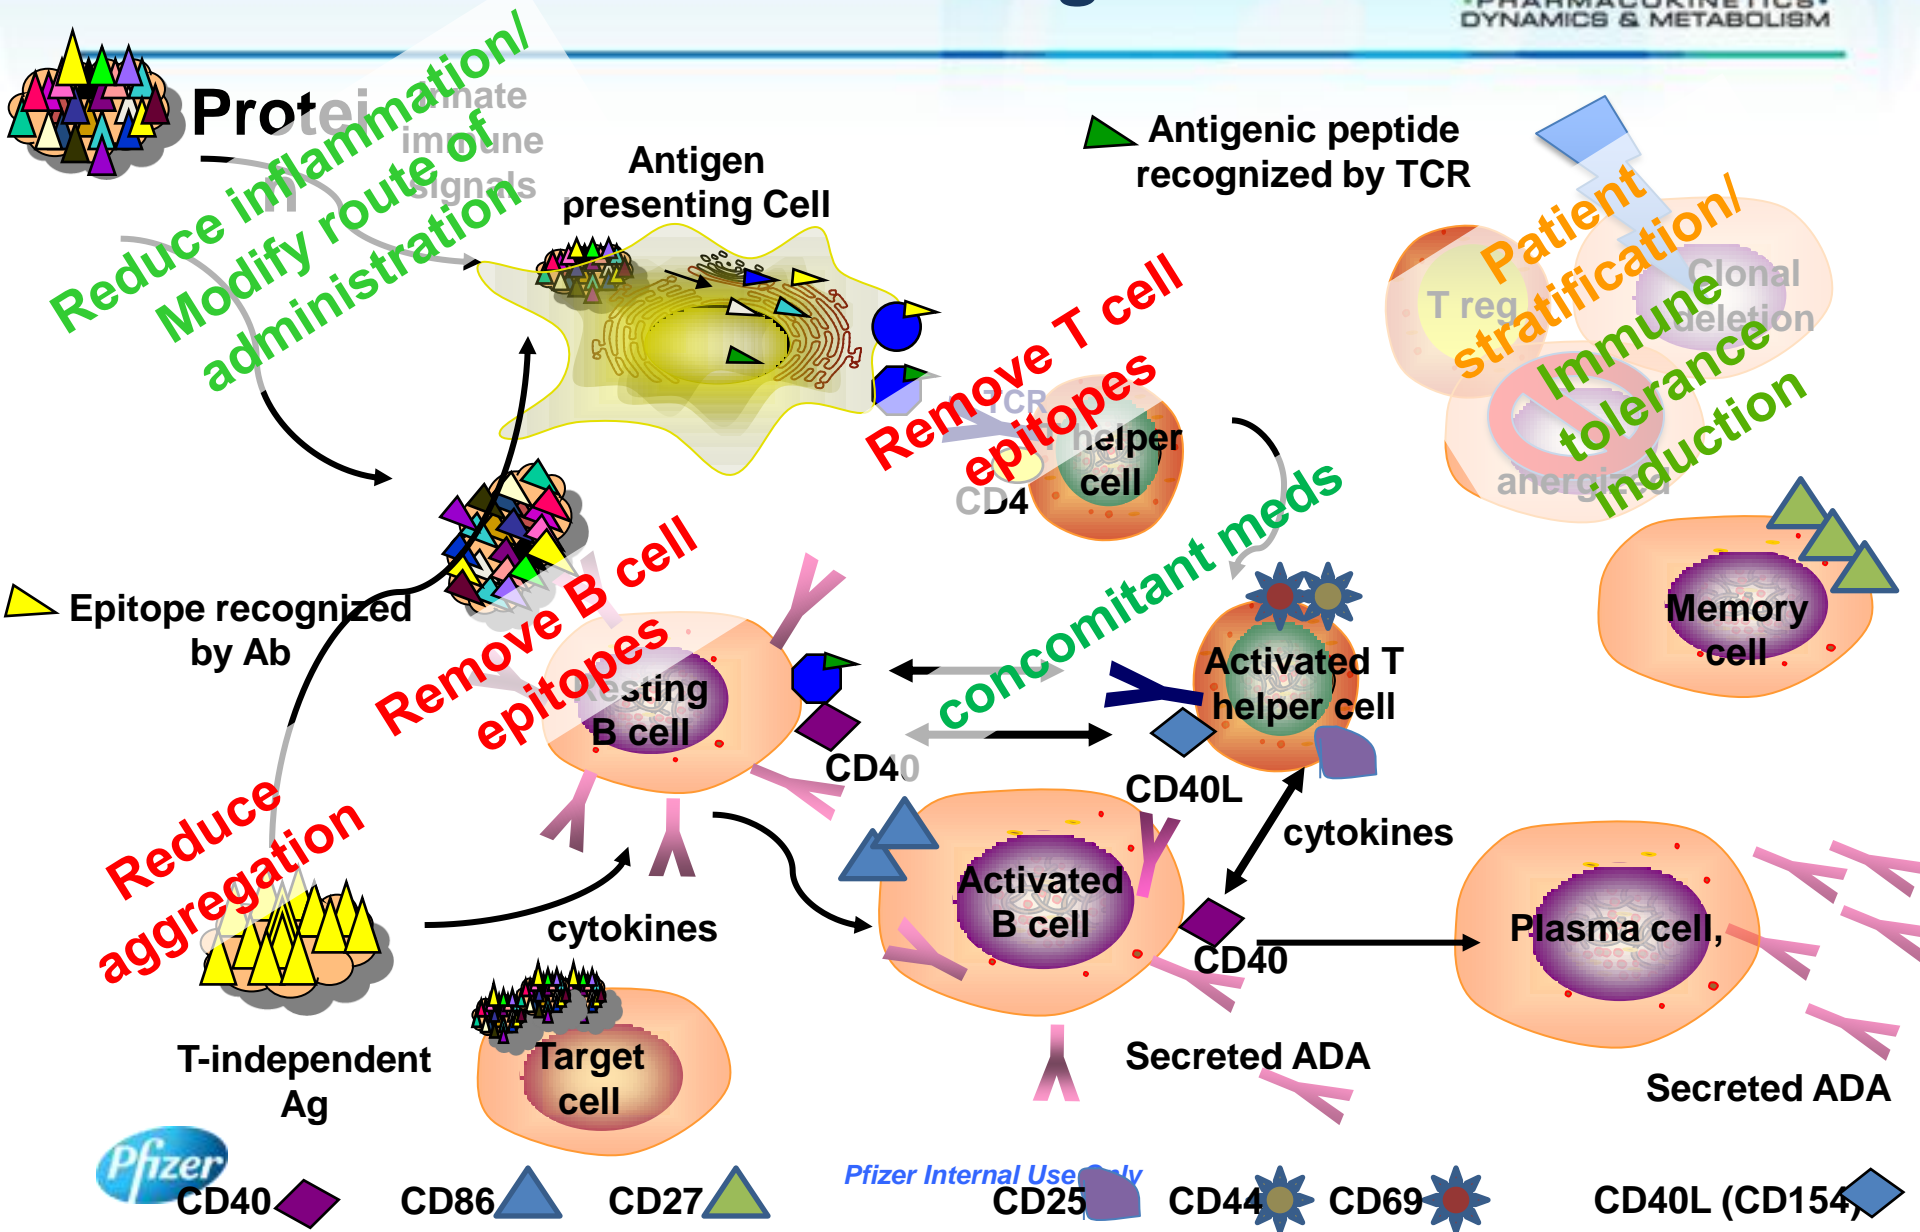 PHARMACOKINETICS
DYNAMICS & METABOLISM
Protei
n
innate
immune
signals
Reduce inflammation/
Modify route of
administration
Antigen
presenting Cell
Antigenic peptide
recognized by TCR
Patient
stratification/
Immune
tolerance
induction
T reg
Clonal
deletion
anergized
Remove T cell
epitopes
TCR
T helper
cell
CD4
concomitant meds
Epitope recognized
by Ab
Remove B cell
epitopes
Resting
B cell
CD40
Activated T
helper cell
CD40L
Memory
cell
cytokines
Reduce
aggregation
cytokines
Activated
B cell
CD40
Plasma cell,
T-independent
Ag
Target
cell
Secreted ADA
Secreted ADA
Pfizer
Pfizer Internal Use Only
CD40
CD86
CD27
CD25
CD44
CD69
CD40L (CD154)